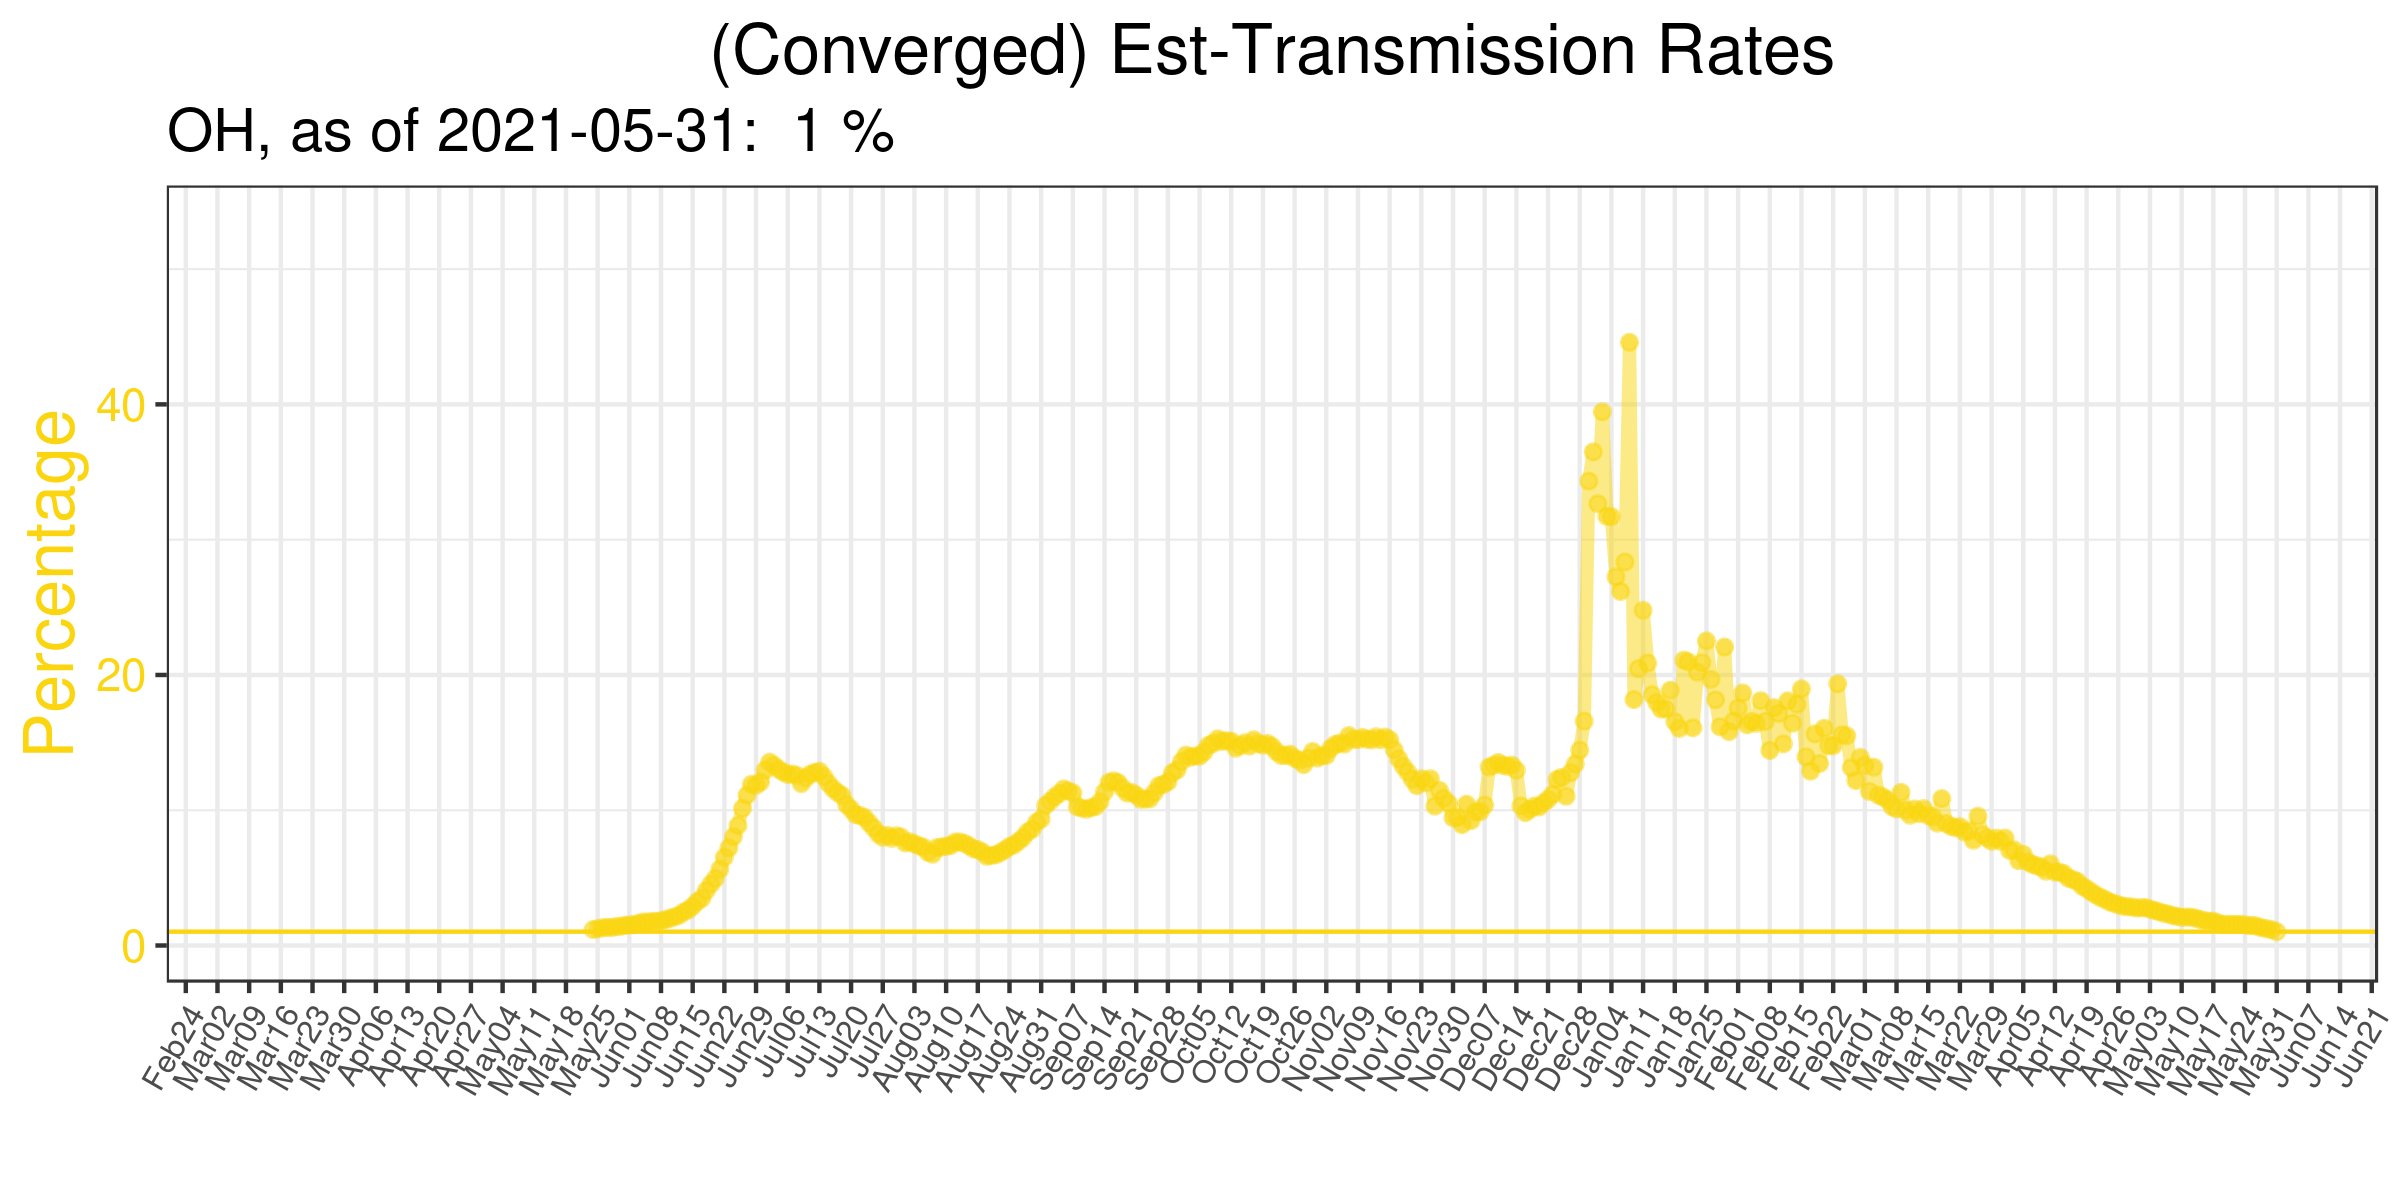 (Converged) Est-Transmission Rates
OH, as of 2021-05-31:  1 %
Percentage
40
20
0
Feb24
Mar02
Mar09
Mar16
Mar23
Mar30
Apr06
Apr13
Apr20
Apr27
May04
May11
May18
May25
Jun01
Jun08
Jun15
Jun22
Jun29
Jul06
Jul13
Jul20
Jul27
Aug03
Aug10
Aug17
Aug24
Aug31
Sep07
Sep14
Sep21
Sep28
Oct05
Oct12
Oct19
Oct26
Nov02
Nov09
Nov16
Nov23
Nov30
Dec07
Dec14
Dec21
Dec28
Jan04
Jan11
Jan18
Jan25
Feb01
Feb08
Feb15
Feb22
Mar01
Mar08
Mar15
Mar22
Mar29
Apr05
Apr12
Apr19
Apr26
May03
May10
May17
May24
May31
Jun07
Jun14
Jun21